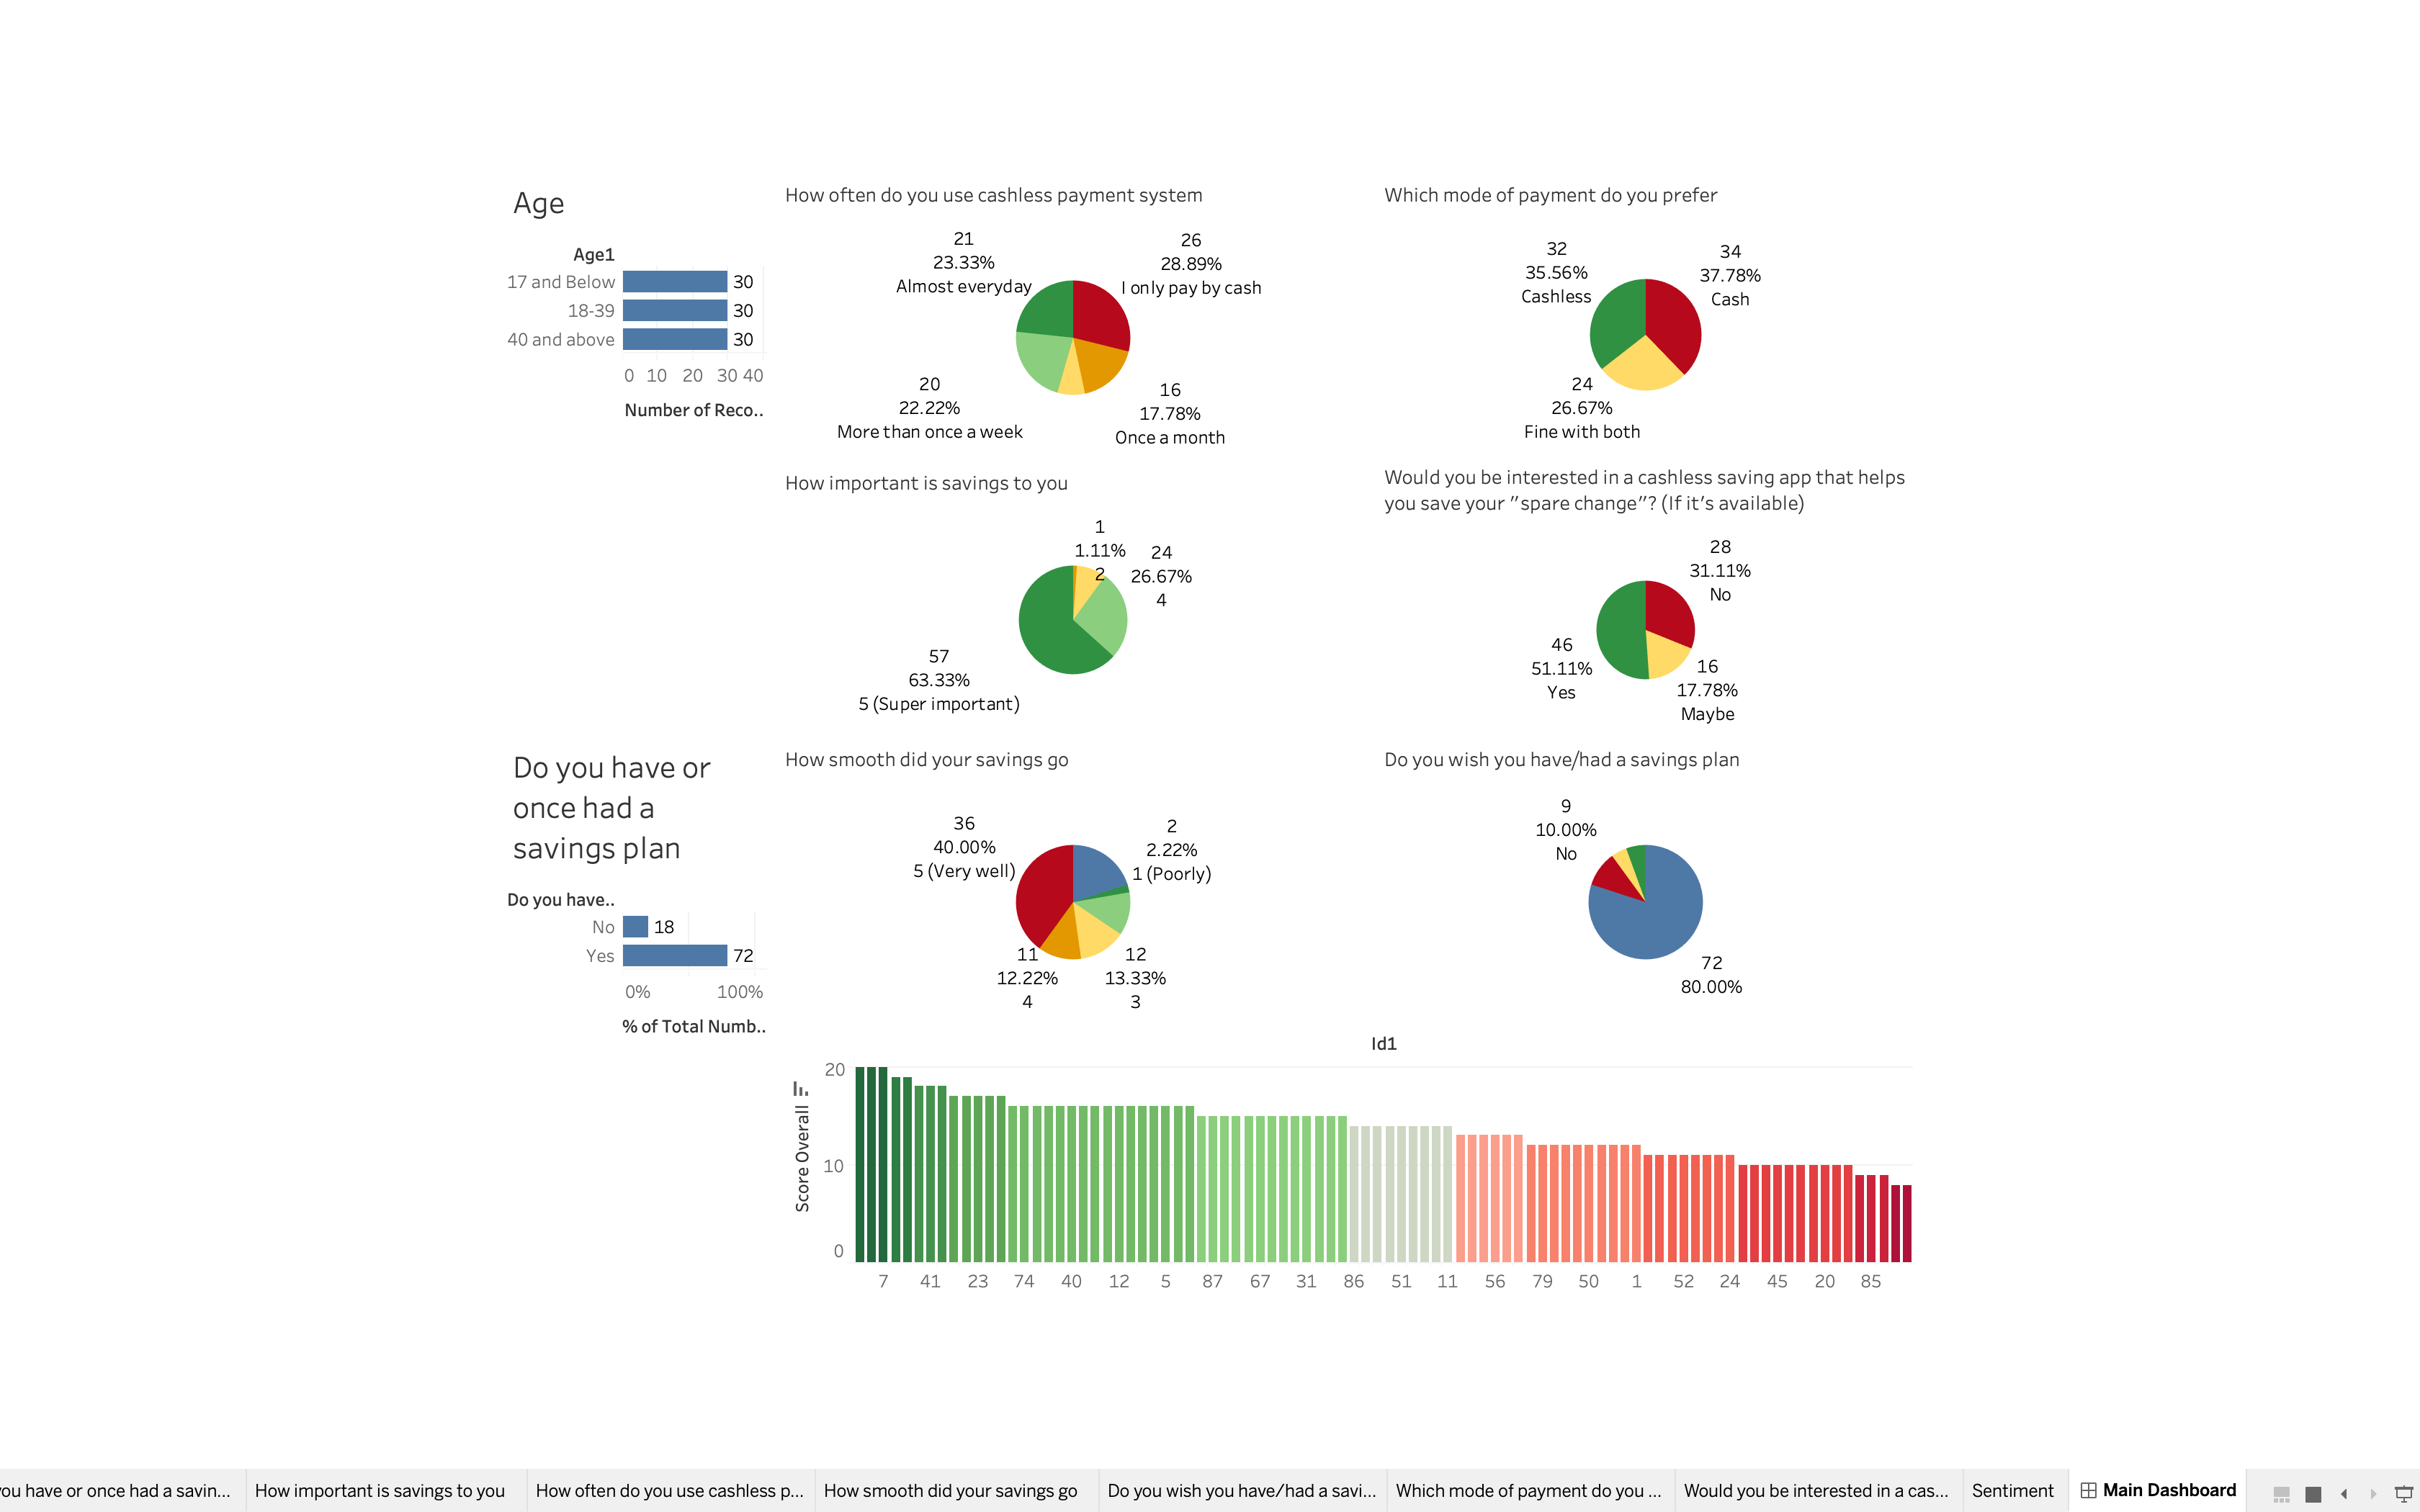 Age
Age1
17 and Below 30
18-39 30
40 and above 30
0 10 20 30 40
Number of Reco..
How often do you use cashless payment system
21
23.33%
Almost everyday
26
28.89%
I only pay by cash
20
22.22%
More than once a week
16
17.78%
Once a month
Which mode of payment do you prefer
32
35.56%
Cashless
34
37.78%
Cash
24
26.67%
Fine with both
How important is savings to you
1
1.11%
2
24
26.67%
4
57
63.33%
5 (Super important)
Would you be interested in a cashless saving app that helps
you save your "spare change"? (If it's available)
28
31.11%
No
46
51.11%
Yes
16
17.78%
Maybe
Do you have or
once had a
savings plan
Do you have..
No 18
Yes 72
0% 100%
% of Total Numb..
How smooth did your savings go
36
40.00%
5 (Very well)
2
2.22%
1 (Poorly)
11
12.22%
4
12
13.33%
3
Do you wish you have/had a savings plan
9
10.00%
No
72
80.00%
Id1
Score Overall
20
10
0
7 41 23 74 40 12 5 87 67 31 86 51 11 56 79 50 1 52 24 45 20 85
ou have or once had a savin... How important is savings to you How often do you use cashless p... How smooth did your savings go Do you wish you have/had a savi... Which mode of payment do you ... Would you be interested in a cas... Sentiment Main Dashboard